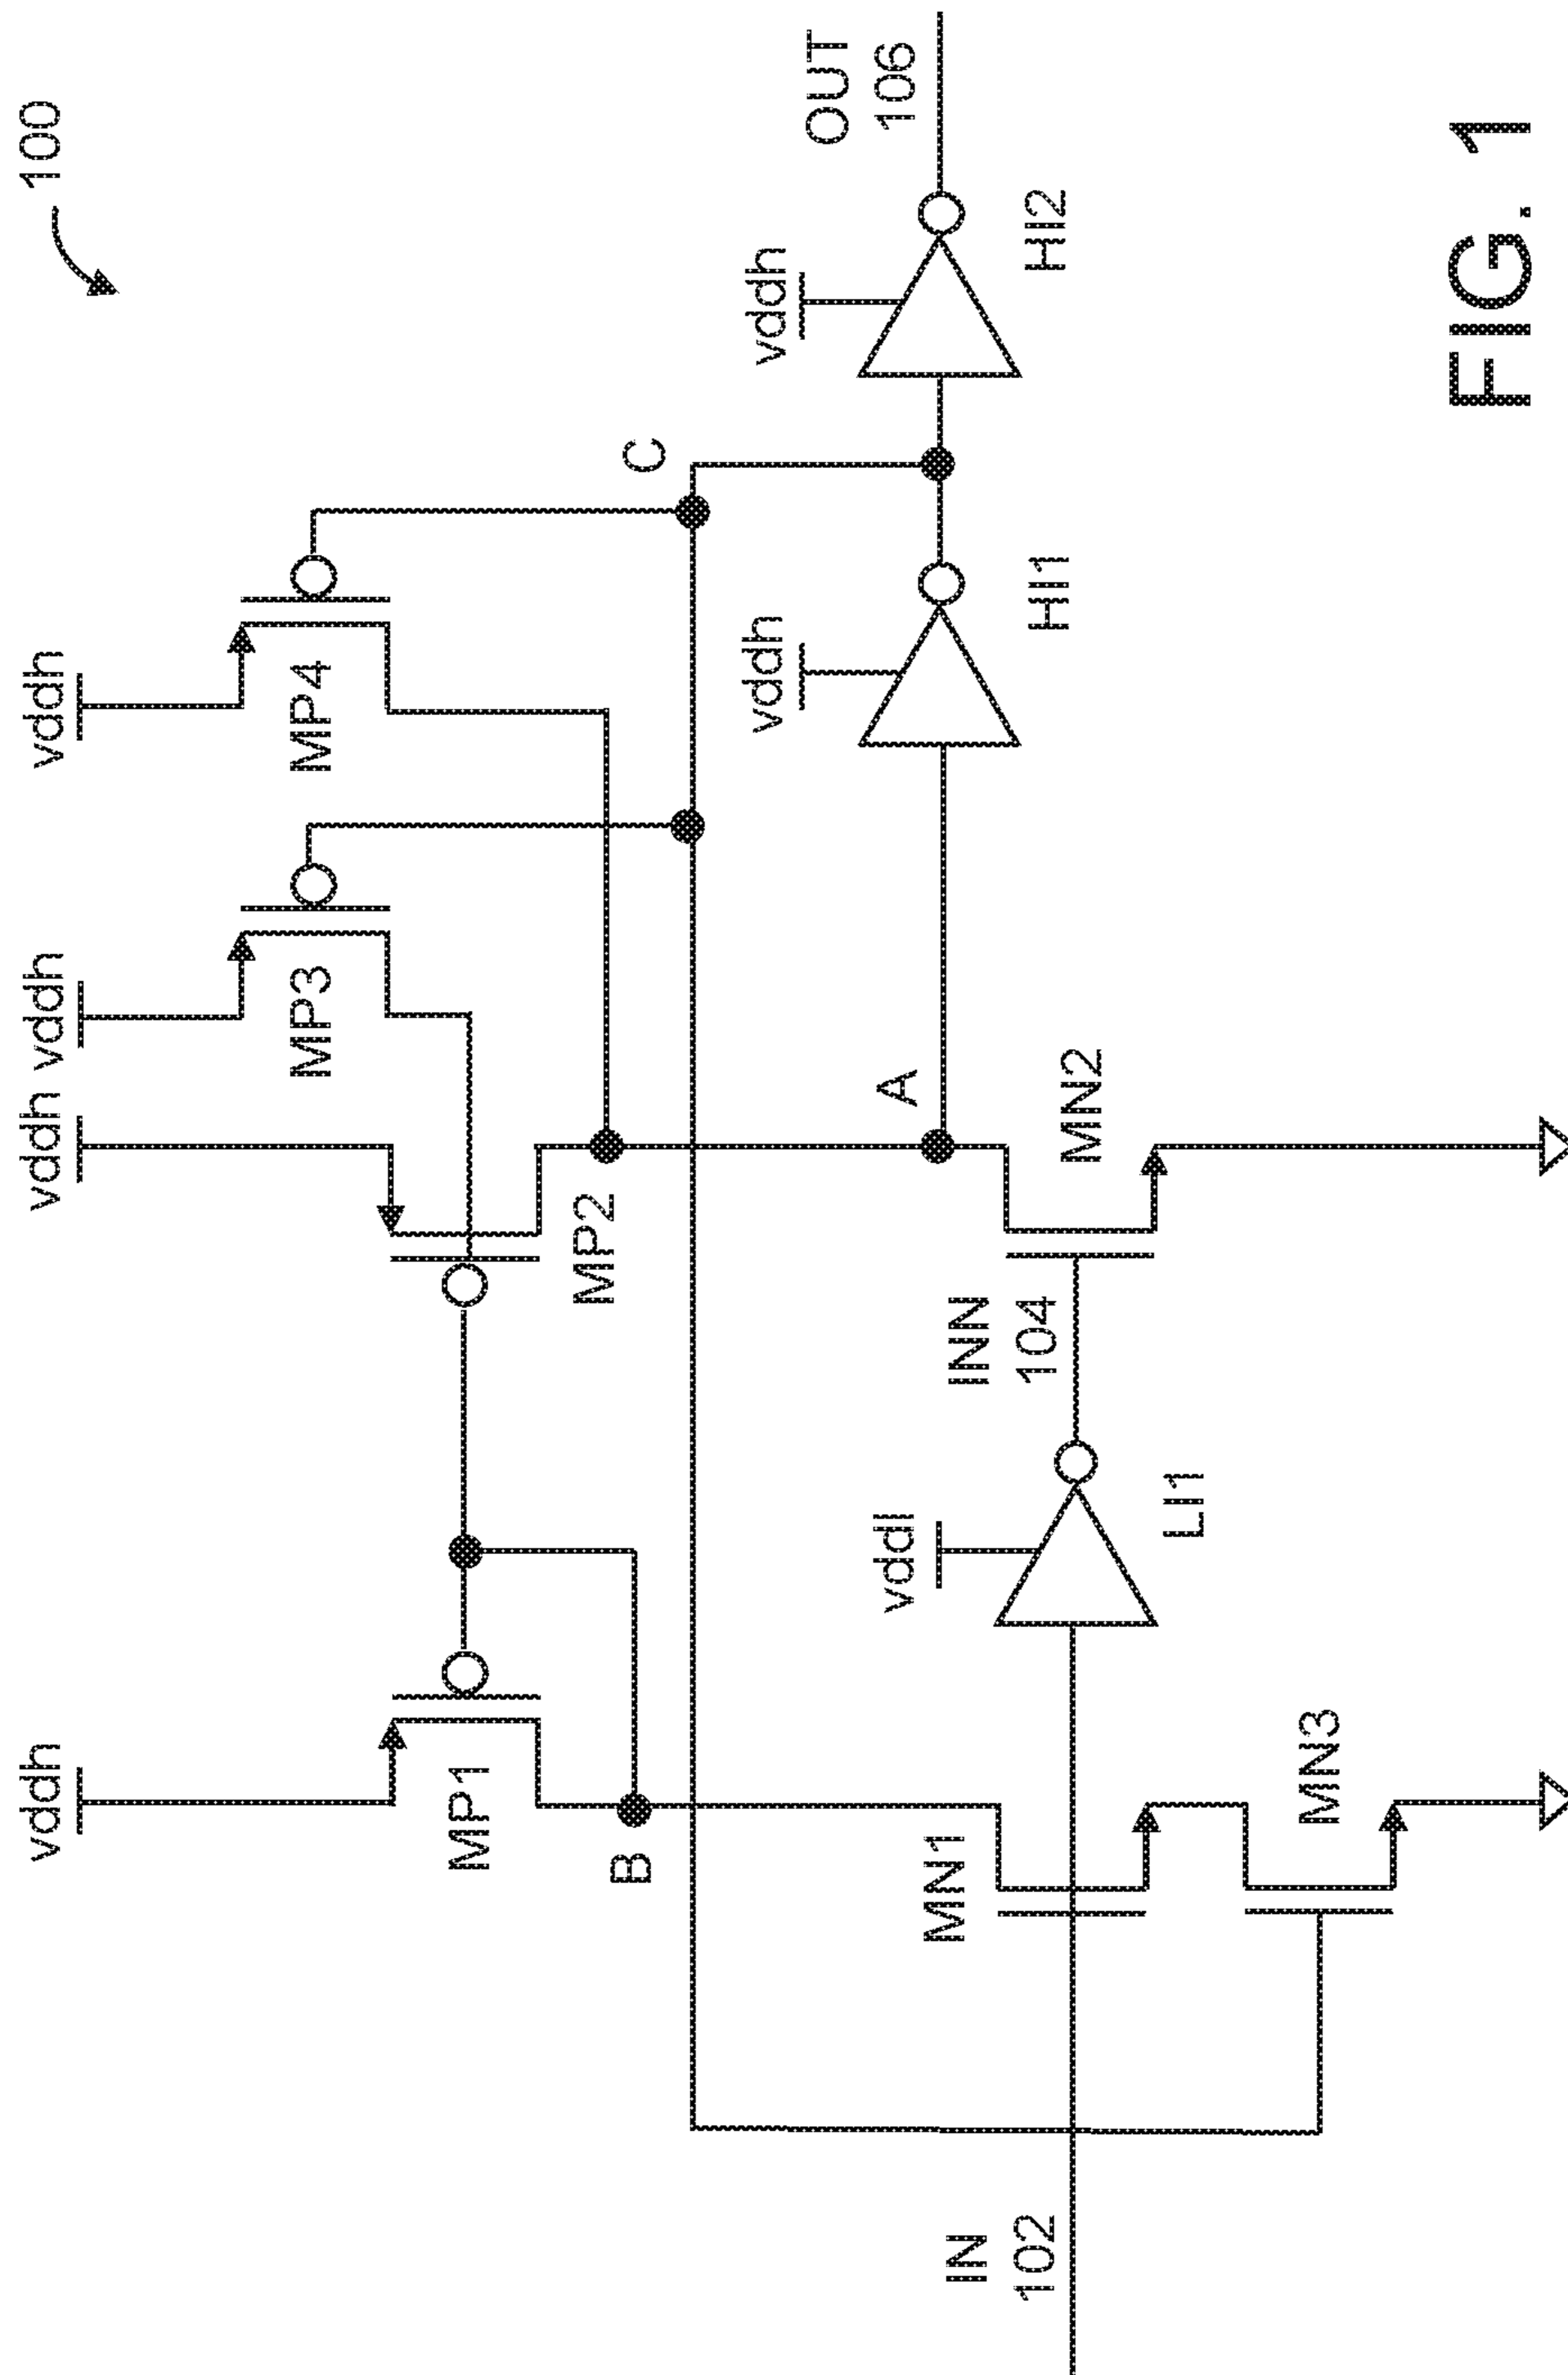 100
vddh
vddh
vddh
vddh
MP1
MP2
MP3
MP4
B
C
A
vddl
vddh
vddh
OUT
106
IN
102
MN1
INN
104
MN2
LI1
HI1
HI2
MN3
FIG. 1